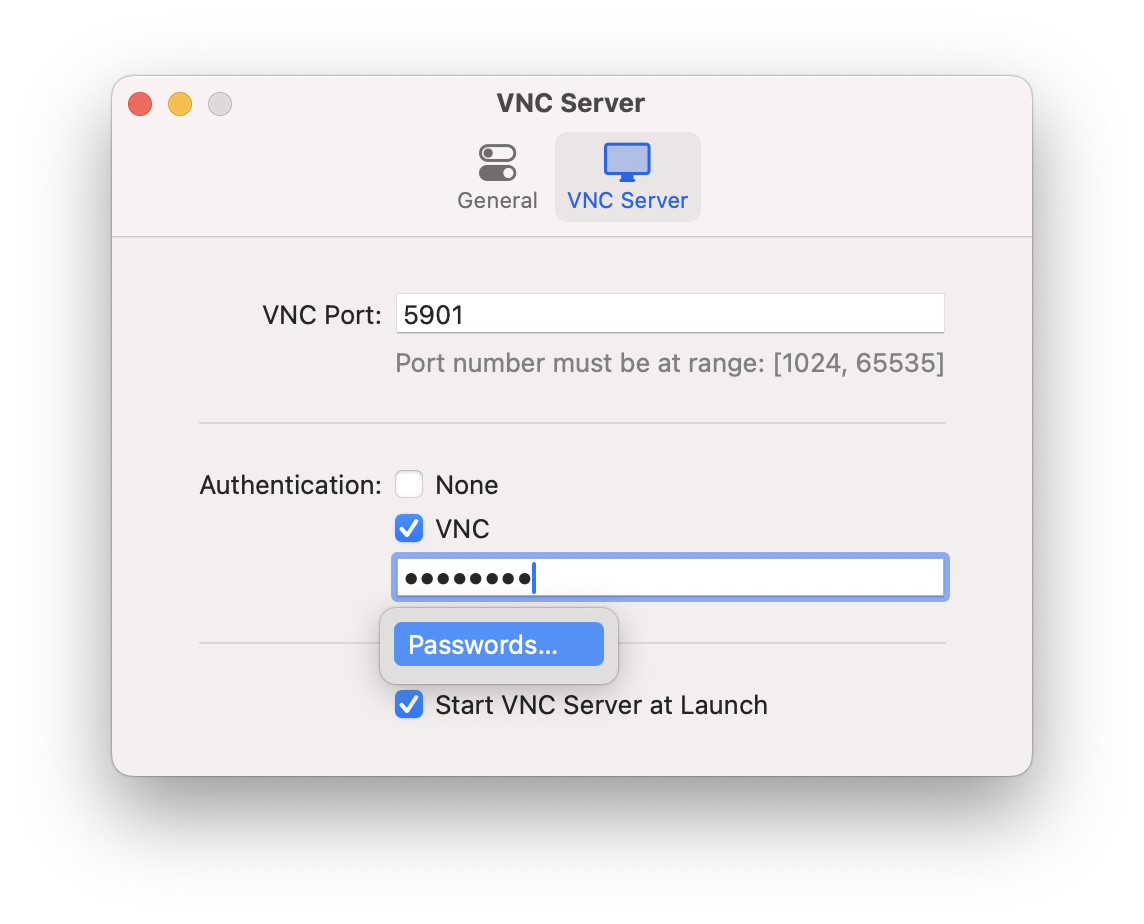 VNC Server
General
VNC Server
VNC Port: 5901
Port number must be at range: [1024, 65535]
Authentication: None
VNC
••••••••
Passwords...
Start VNC Server at Launch